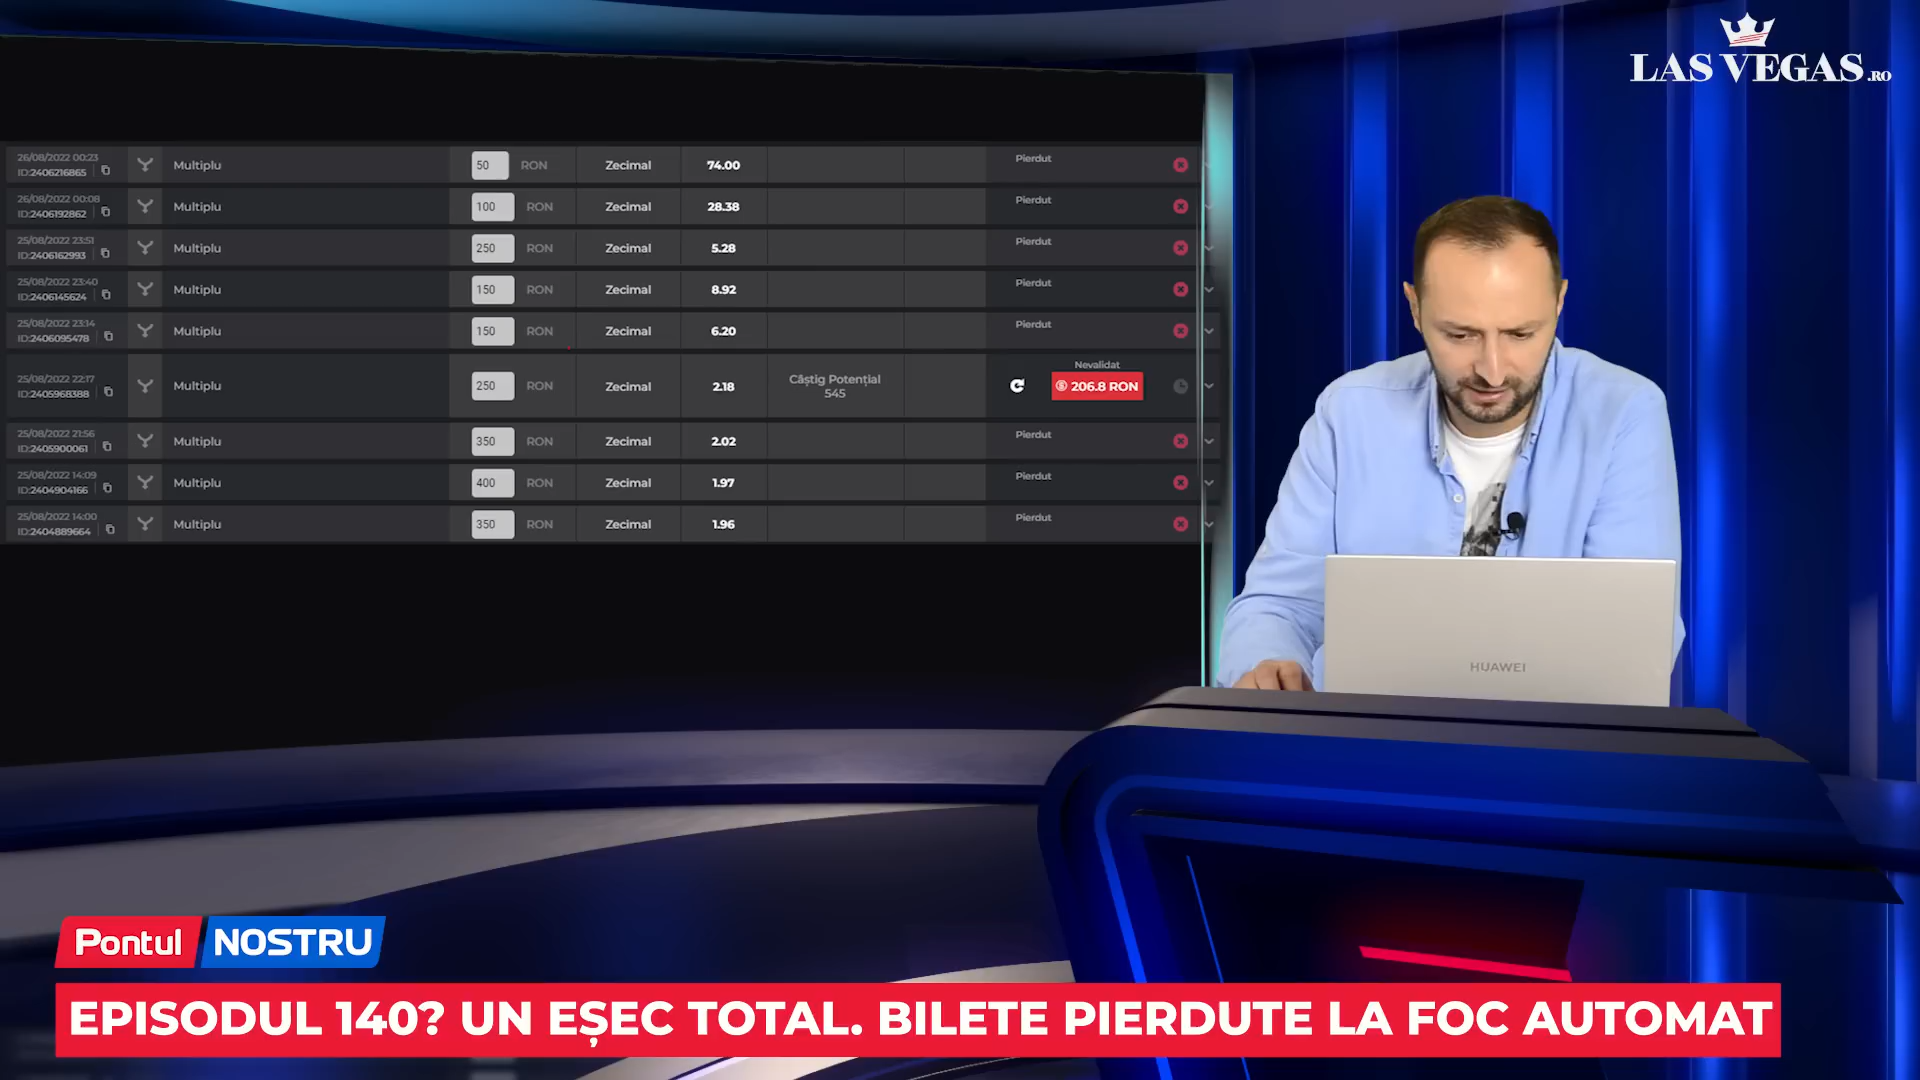 LAS VEGAS.RO
26/08/2022 00:23
ID:2406216865
Multiplu 50 RON Zecimal 74.00 Pierdut
26/08/2022 00:08
ID:2406192862
Multiplu 100 RON Zecimal 28.38 Pierdut
25/08/2022 23:51
ID:2406162993
Multiplu 250 RON Zecimal 5.28 Pierdut
25/08/2022 23:40
ID:2406145624
Multiplu 150 RON Zecimal 8.92 Pierdut
25/08/2022 23:14
ID:2406095478
Multiplu 150 RON Zecimal 6.20 Pierdut
25/08/2022 22:17
ID:2405968388
Multiplu 250 RON Zecimal 2.18
Câștig Potențial
545
Nevalidat
206.8 RON
25/08/2022 21:56
ID:2405900061
Multiplu 350 RON Zecimal 2.02 Pierdut
25/08/2022 14:09
ID:2404904166
Multiplu 400 RON Zecimal 1.97 Pierdut
25/08/2022 14:00
ID:2404889664
Multiplu 350 RON Zecimal 1.96 Pierdut
HUAWEI
Pontul NOSTRU
EPISODUL 140? UN EȘEC TOTAL. BILETE PIERDUTE LA FOC AUTOMAT